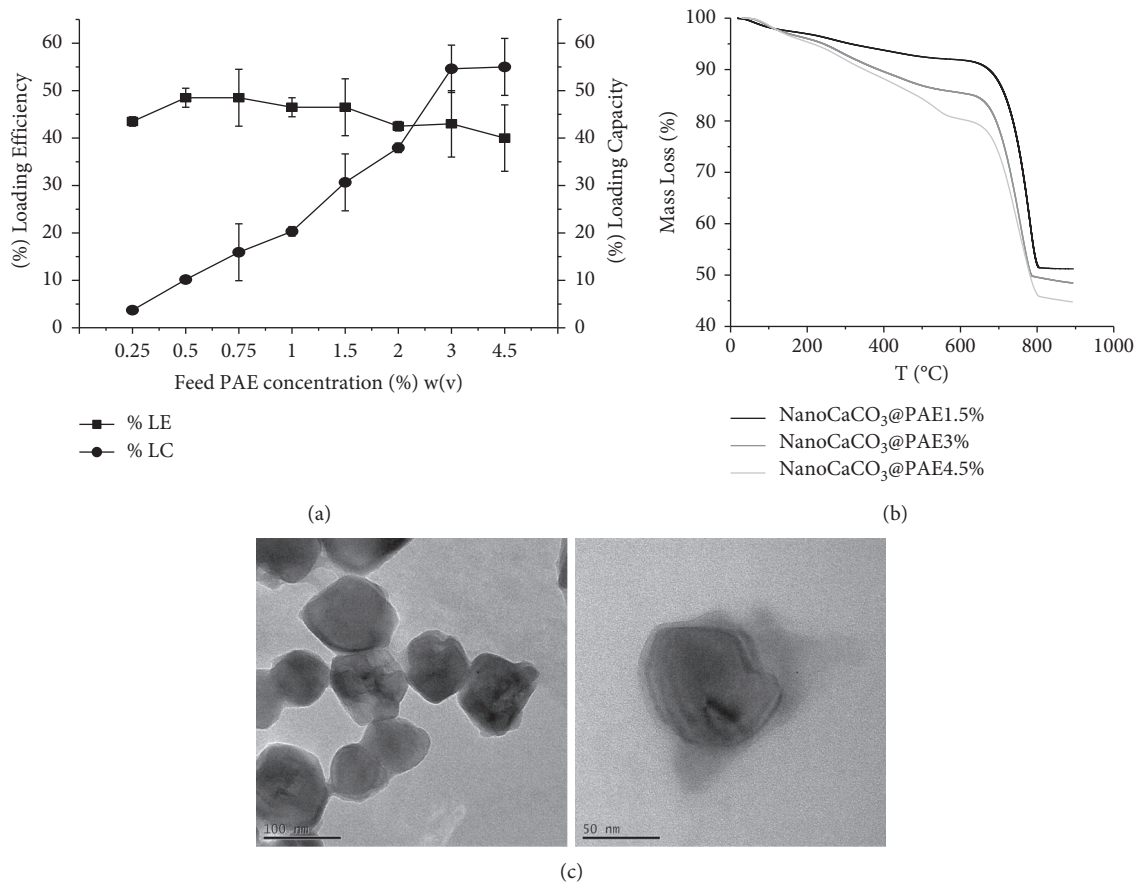 60
50
40
30
20
10
0
(%) Loading Efficiency
60
50
40
30
20
10
0
(%) Loading Capacity
0.25 0.5 0.75 1 1.5 2 3 4.5
Feed PAE concentration (%) w(v)
% LE
% LC
(a)
100
90
80
70
60
50
40
Mass Loss (%)
0 200 400 600 800 1000
T (°C)
NanoCaCO₃@PAE1.5%
NanoCaCO₃@PAE3%
NanoCaCO₃@PAE4.5%
(b)
100 nm
50 nm
(c)